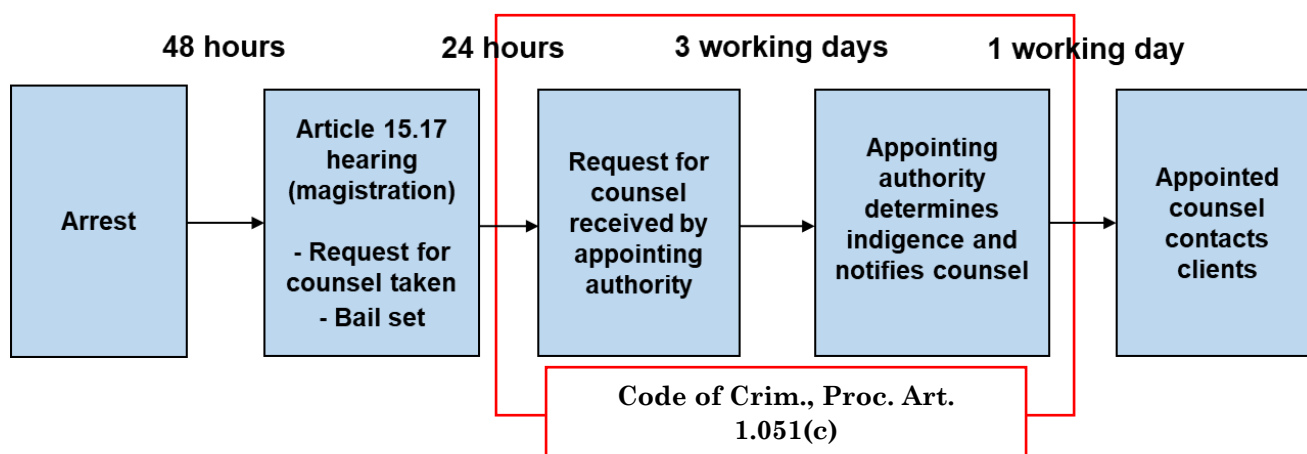 48 hours
24 hours
3 working days
1 working day
Arrest
Article 15.17
hearing
(magistration)
- Request for
counsel taken
- Bail set
Request for
counsel
received by
appointing
authority
Appointing
authority
determines
indigence and
notifies counsel
Appointed
counsel
contacts
clients
Code of Crim., Proc. Art.
1.051(c)